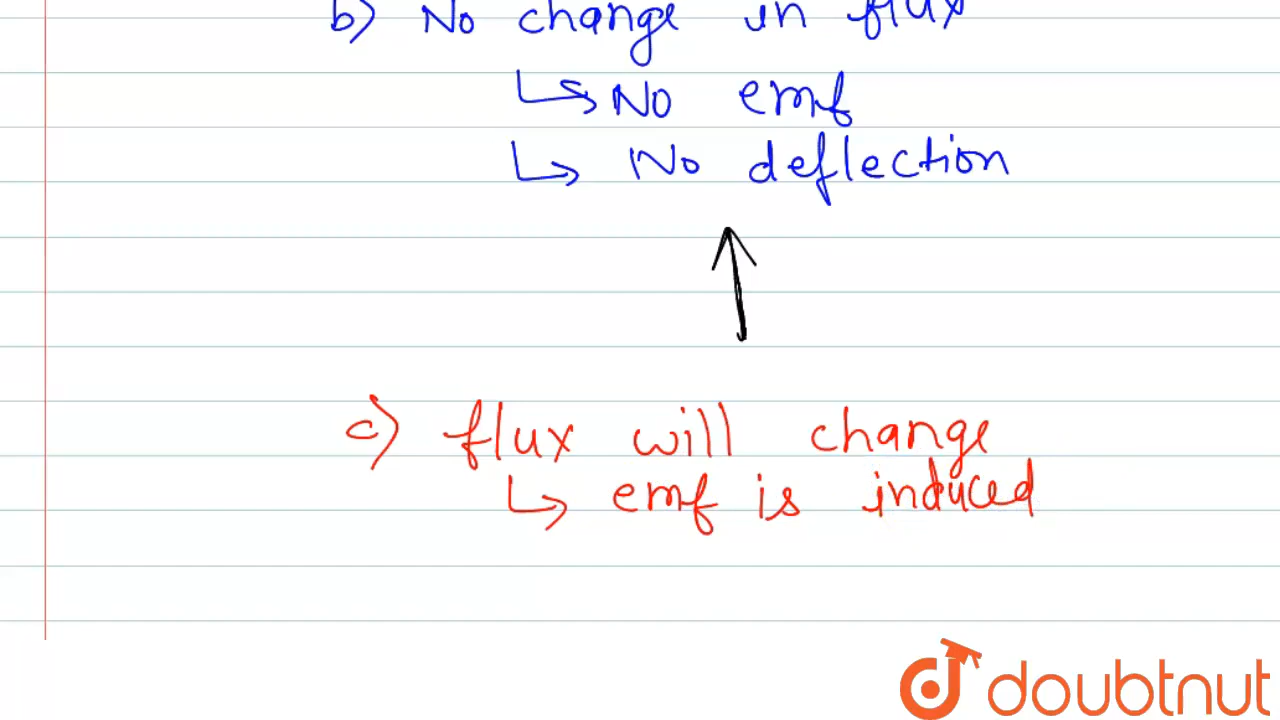 b) No change in flux
↳ No emf
↳ No deflection
c) flux will change
↳ emf is induced
doubtnut